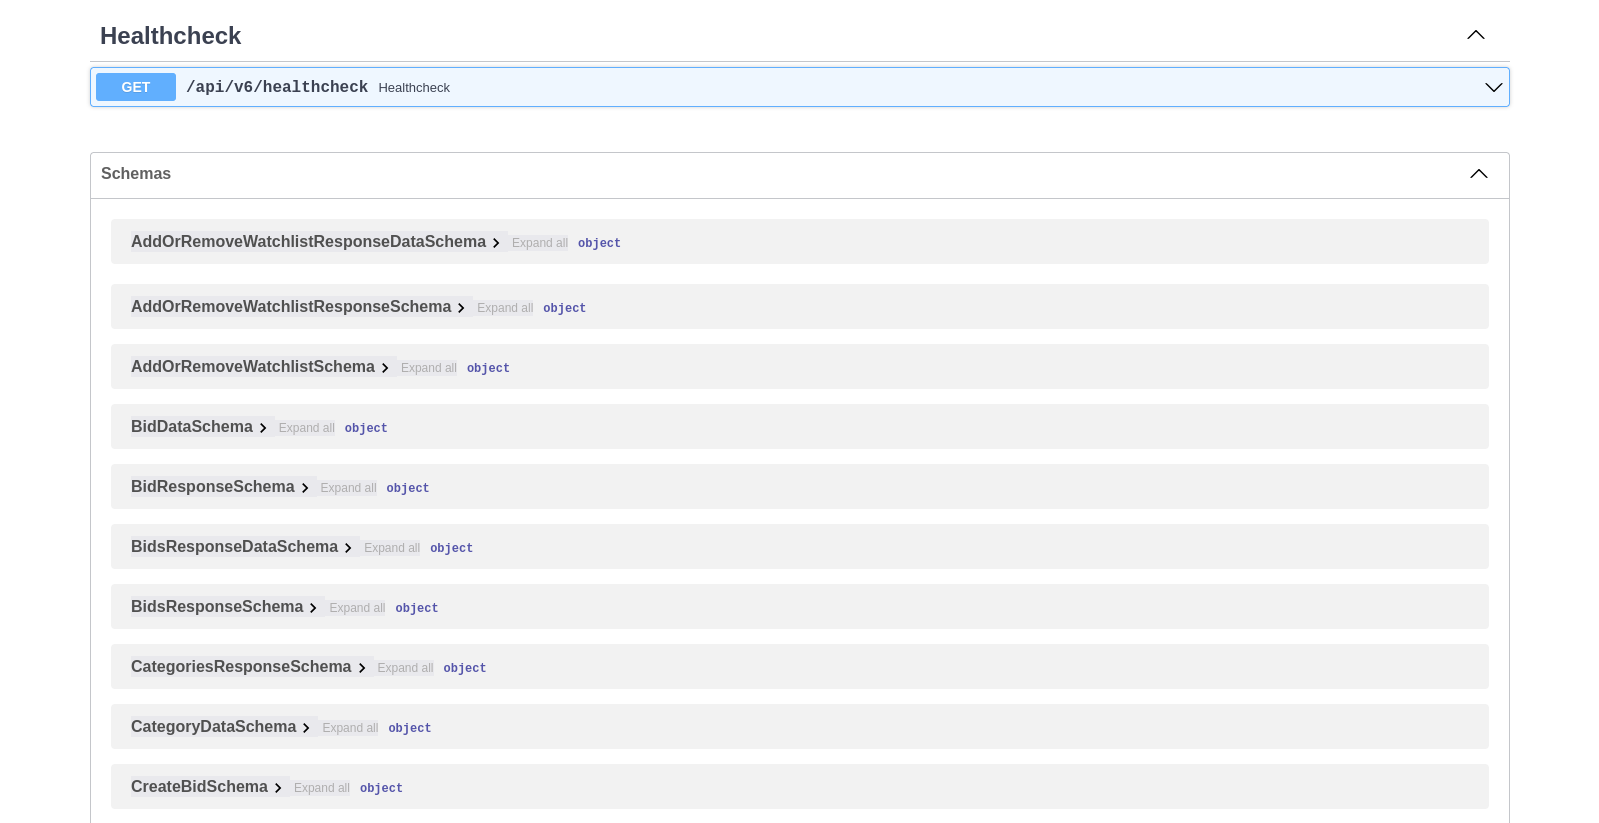 Healthcheck
GET /api/v6/healthcheck Healthcheck
Schemas
AddOrRemoveWatchlistResponseDataSchema Expand all object
AddOrRemoveWatchlistResponseSchema Expand all object
AddOrRemoveWatchlistSchema Expand all object
BidDataSchema Expand all object
BidResponseSchema Expand all object
BidsResponseDataSchema Expand all object
BidsResponseSchema Expand all object
CategoriesResponseSchema Expand all object
CategoryDataSchema Expand all object
CreateBidSchema Expand all object